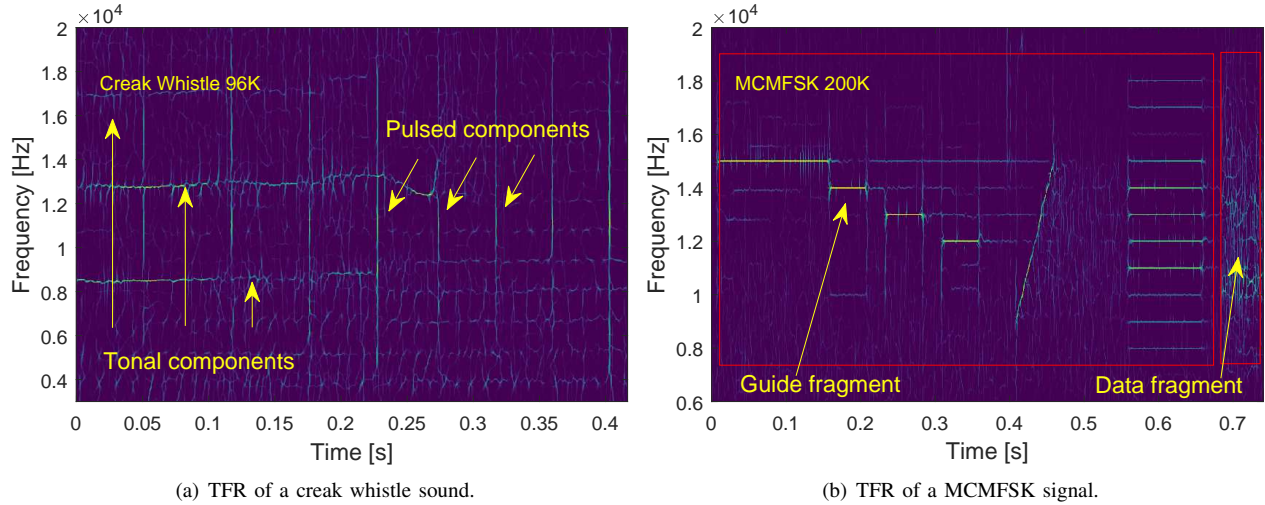 ×10⁴
2
1.8
1.6
1.4
1.2
1
0.8
0.6
0.4
Frequency [Hz]
Creak Whistle 96K
Pulsed components
Tonal components
0 0.05 0.1 0.15 0.2 0.25 0.3 0.35 0.4
Time [s]
(a) TFR of a creak whistle sound.
×10⁴
2
1.8
1.6
1.4
1.2
1
0.8
0.6
Frequency [Hz]
MCMFSK 200K
Guide fragment
Data fragment
0 0.1 0.2 0.3 0.4 0.5 0.6 0.7
Time [s]
(b) TFR of a MCMFSK signal.